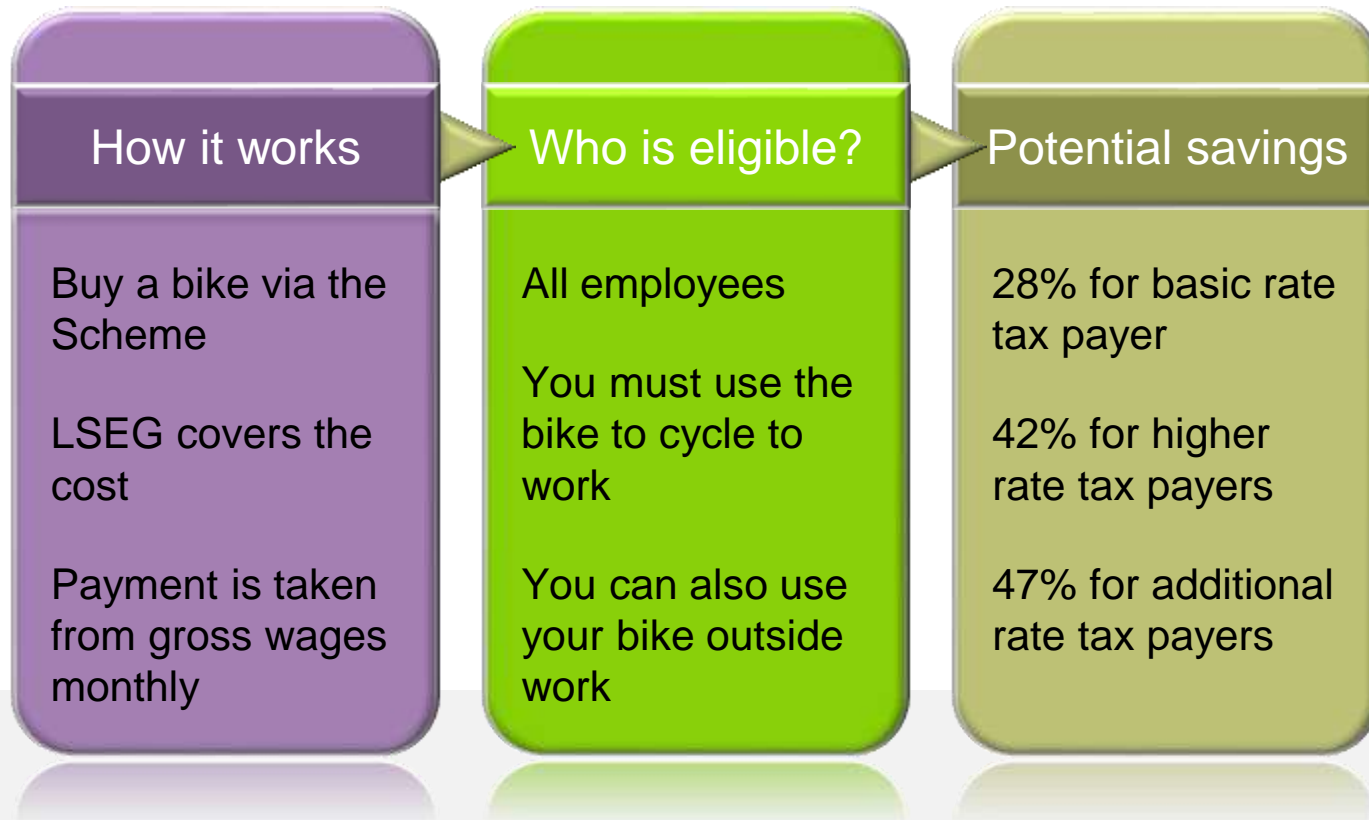 How it works
Buy a bike via the
Scheme
LSEG covers the
cost
Payment is taken
from gross wages
monthly
Who is eligible?
All employees
You must use the
bike to cycle to
work
You can also use
your bike outside
work
Potential savings
28% for basic rate
tax payer
42% for higher
rate tax payers
47% for additional
rate tax payers